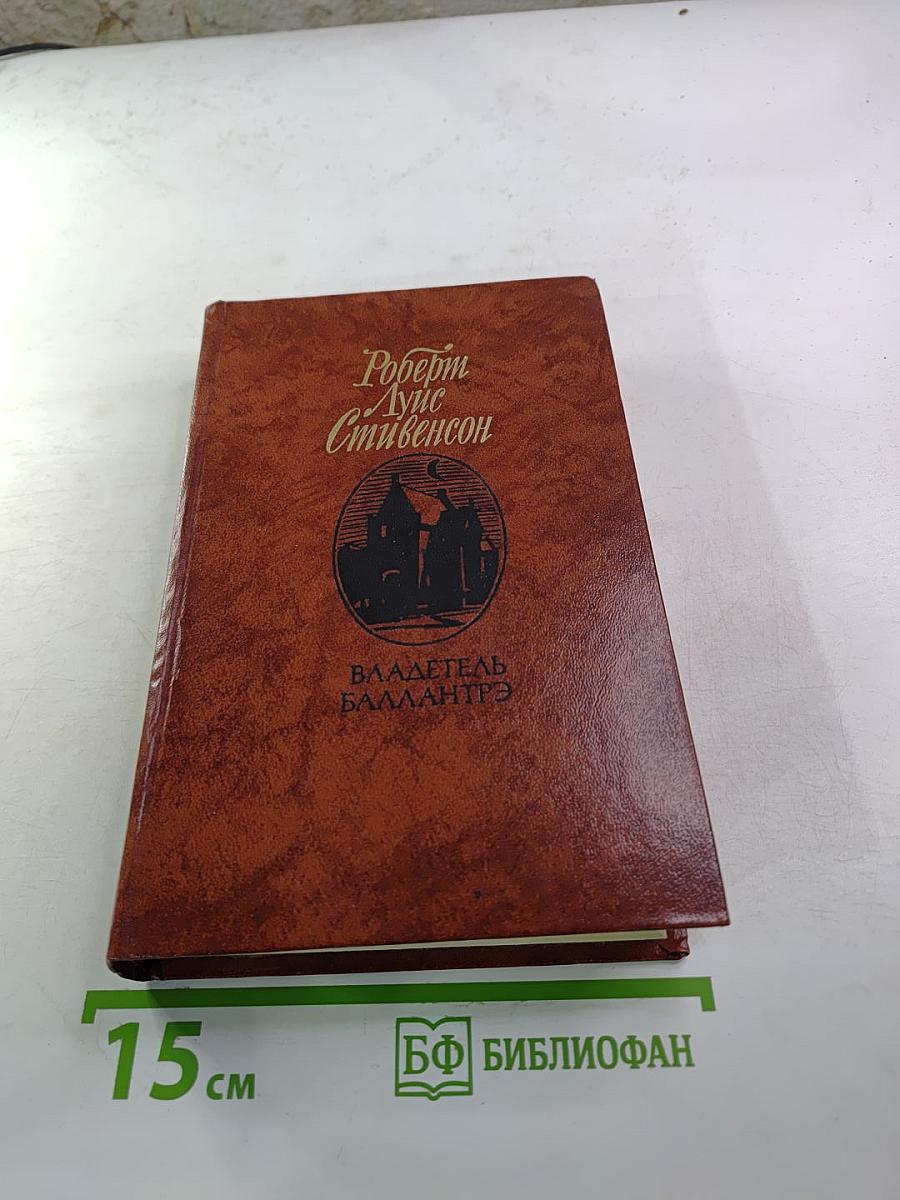 Роберт
Луис
Стивенсон
ВЛАДЕТЕЛЬ
БАЛЛАНТРЭ
15 см
БФ БИБЛИОФАН